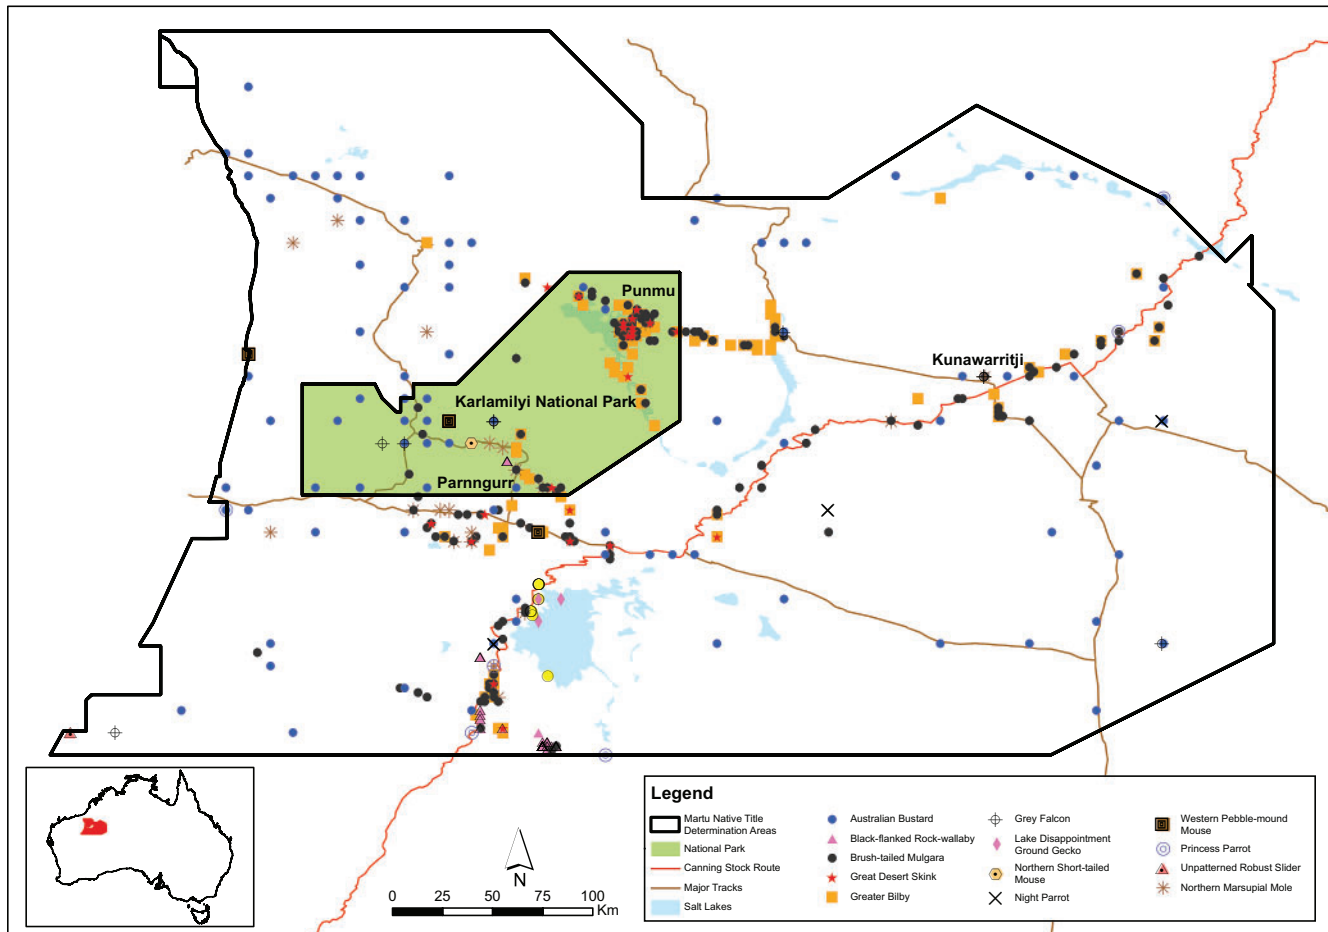 Punmu
Kunawarritji
Karlamilyi National Park
Parnngurr
N
0 25 50 75 100
Km
Legend
Martu Native Title
Determination Areas
National Park
Canning Stock Route
Major Tracks
Salt Lakes
Australian Bustard
Black-flanked Rock-wallaby
Brush-tailed Mulgara
Great Desert Skink
Greater Bilby
Grey Falcon
Lake Disappointment
Ground Gecko
Northern Short-tailed
Mouse
Night Parrot
Western Pebble-mound
Mouse
Princess Parrot
Unpatterned Robust Slider
Northern Marsupial Mole